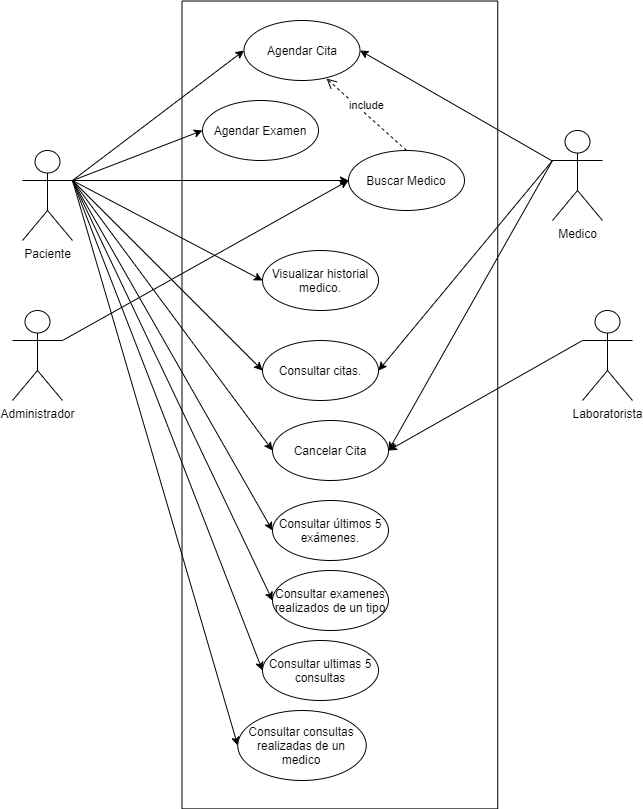 Agendar Cita
include
Agendar Examen
Buscar Medico
Paciente
Medico
Visualizar historial
medico.
Consultar citas.
Administrador
Laboratorista
Cancelar Cita
Consultar últimos 5
exámenes.
Consultar examenes
realizados de un tipo
Consultar ultimas 5
consultas
Consultar consultas
realizadas de un
medico